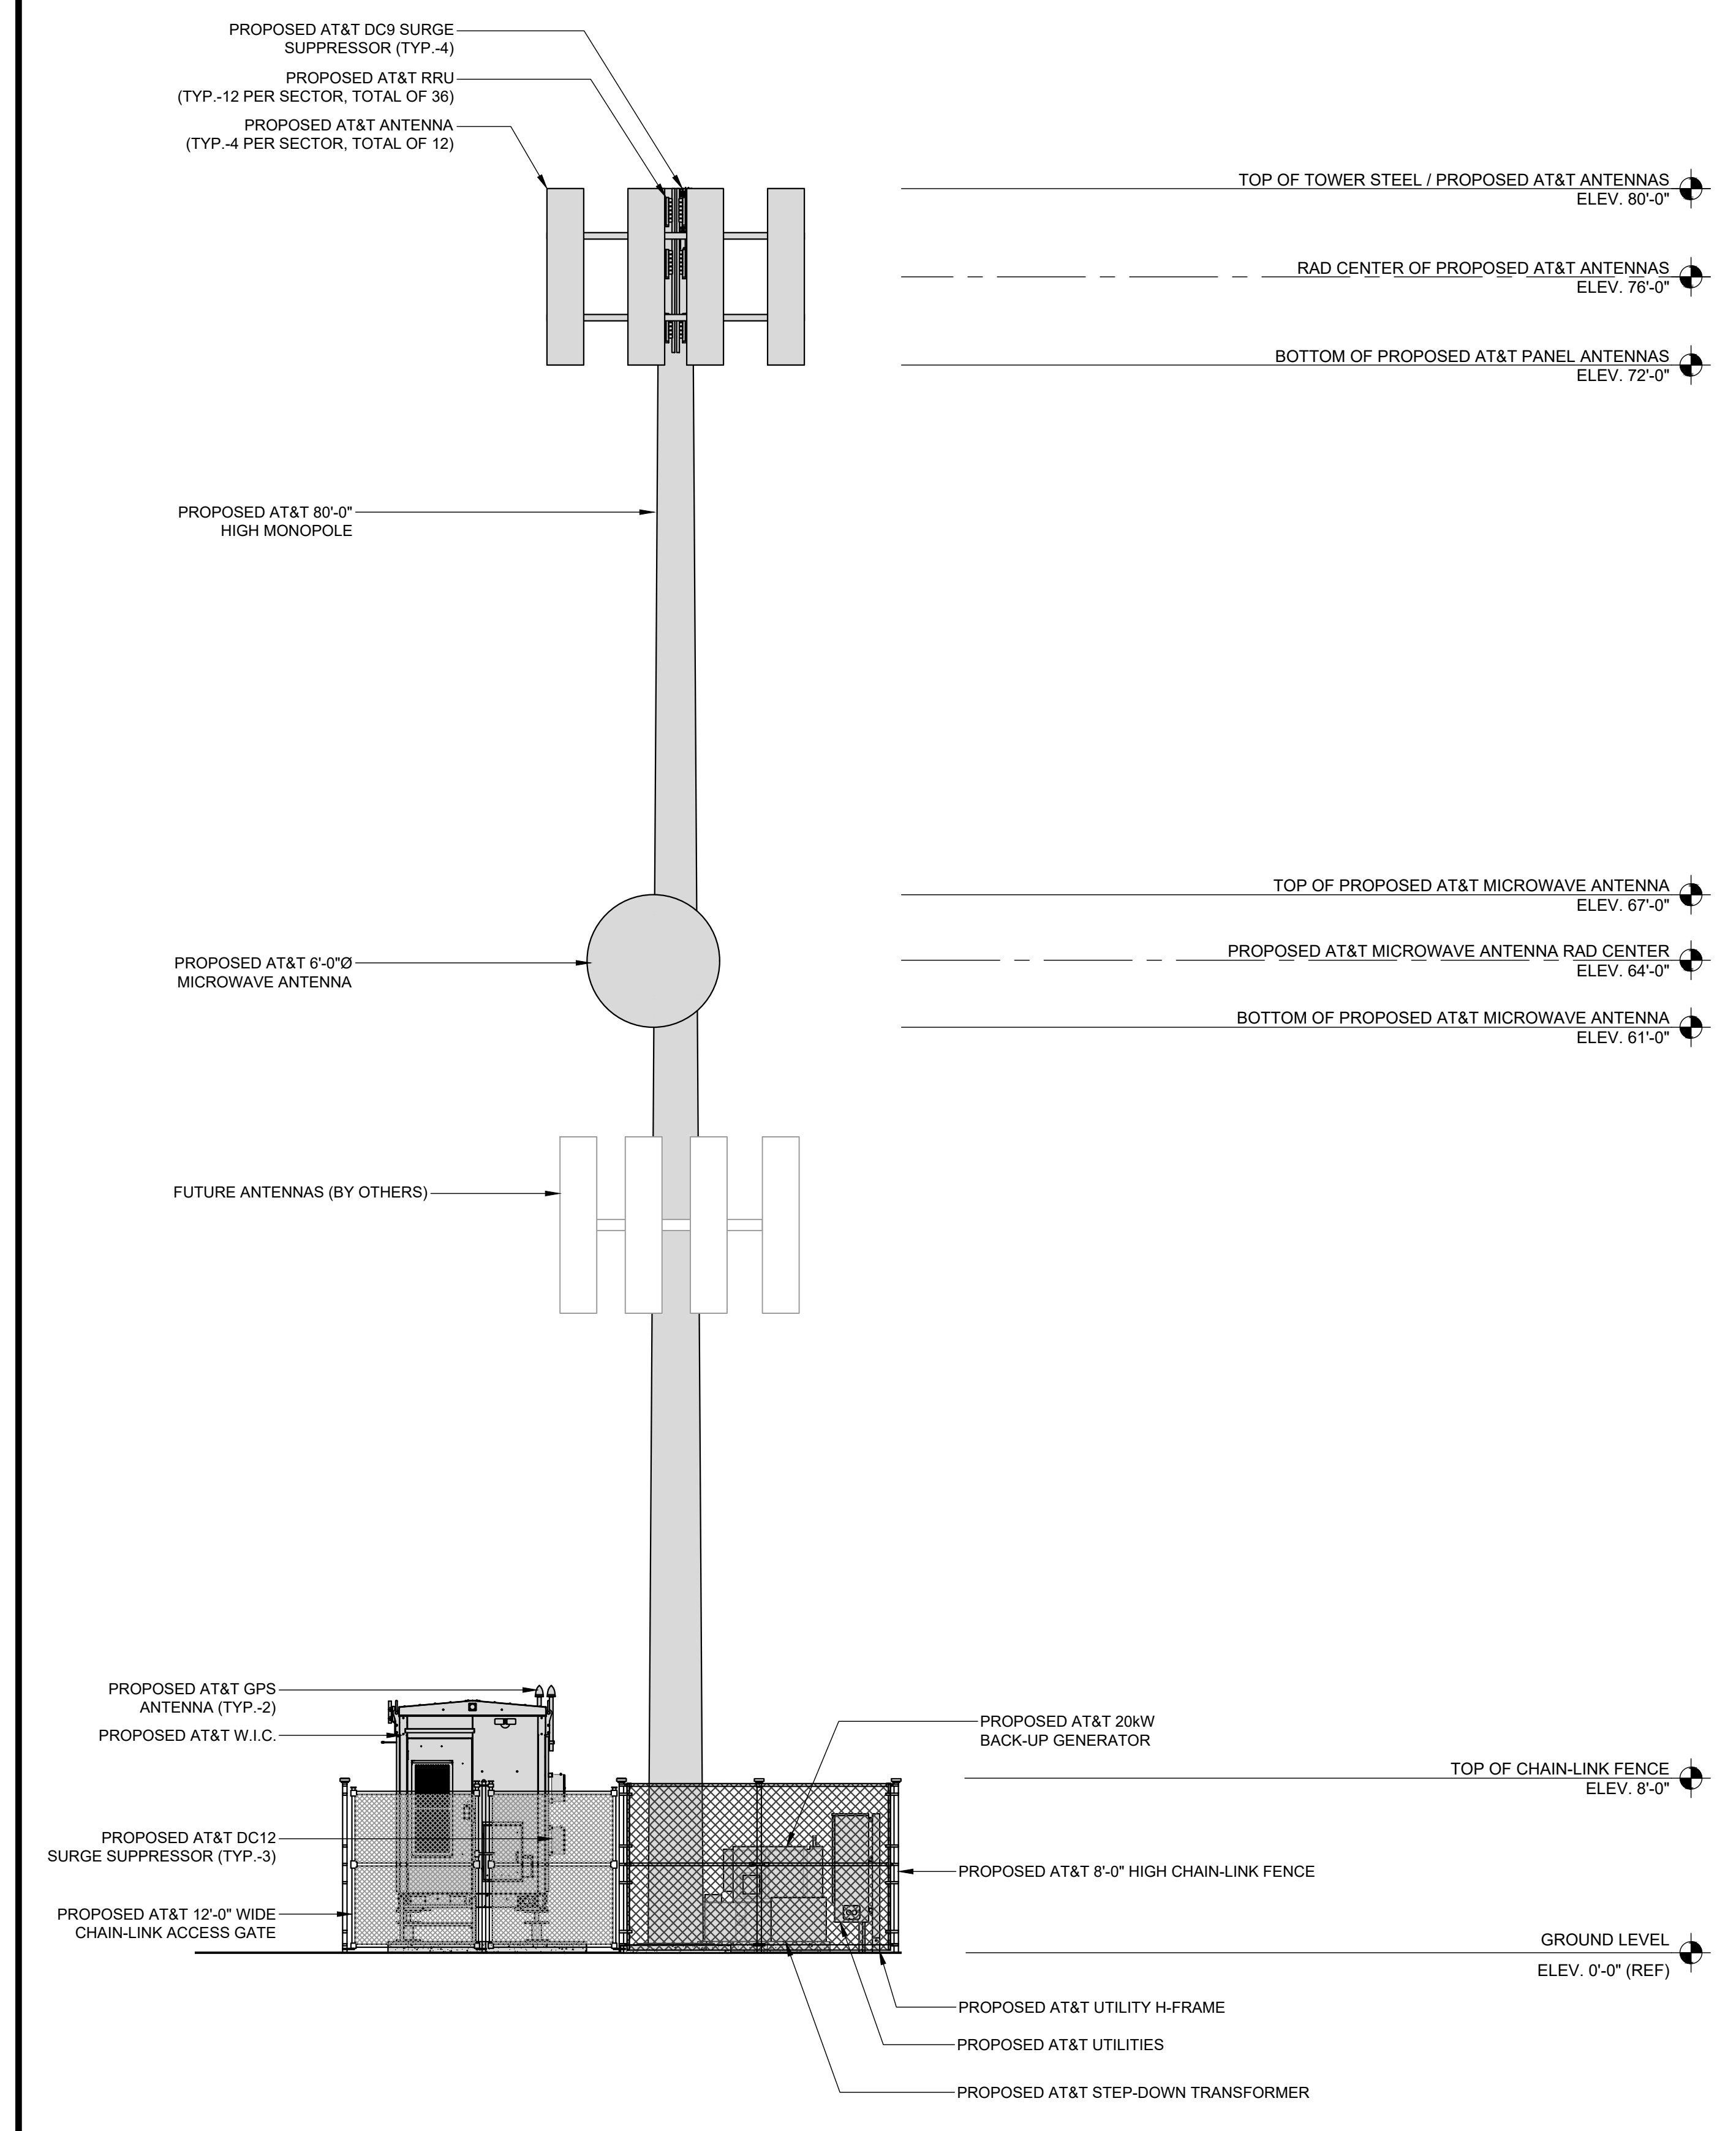 PROPOSED AT&T DC9 SURGE
SUPPRESSOR (TYP.-4)
PROPOSED AT&T RRU
(TYP.-12 PER SECTOR, TOTAL OF 36)
PROPOSED AT&T ANTENNA
(TYP.-4 PER SECTOR, TOTAL OF 12)
TOP OF TOWER STEEL / PROPOSED AT&T ANTENNAS
ELEV. 80'-0"
RAD CENTER OF PROPOSED AT&T ANTENNAS
ELEV. 76'-0"
BOTTOM OF PROPOSED AT&T PANEL ANTENNAS
ELEV. 72'-0"
PROPOSED AT&T 80'-0"
HIGH MONOPOLE
TOP OF PROPOSED AT&T MICROWAVE ANTENNA
ELEV. 67'-0"
PROPOSED AT&T 6'-0"Ø
MICROWAVE ANTENNA
PROPOSED AT&T MICROWAVE ANTENNA RAD CENTER
ELEV. 64'-0"
BOTTOM OF PROPOSED AT&T MICROWAVE ANTENNA
ELEV. 61'-0"
FUTURE ANTENNAS (BY OTHERS)
PROPOSED AT&T GPS
ANTENNA (TYP.-2)
PROPOSED AT&T W.I.C.
PROPOSED AT&T 20kW
BACK-UP GENERATOR
TOP OF CHAIN-LINK FENCE
ELEV. 8'-0"
PROPOSED AT&T DC12
SURGE SUPPRESSOR (TYP.-3)
PROPOSED AT&T 8'-0" HIGH CHAIN-LINK FENCE
PROPOSED AT&T 12'-0" WIDE
CHAIN-LINK ACCESS GATE
GROUND LEVEL
ELEV. 0'-0" (REF)
PROPOSED AT&T UTILITY H-FRAME
PROPOSED AT&T UTILITIES
PROPOSED AT&T STEP-DOWN TRANSFORMER